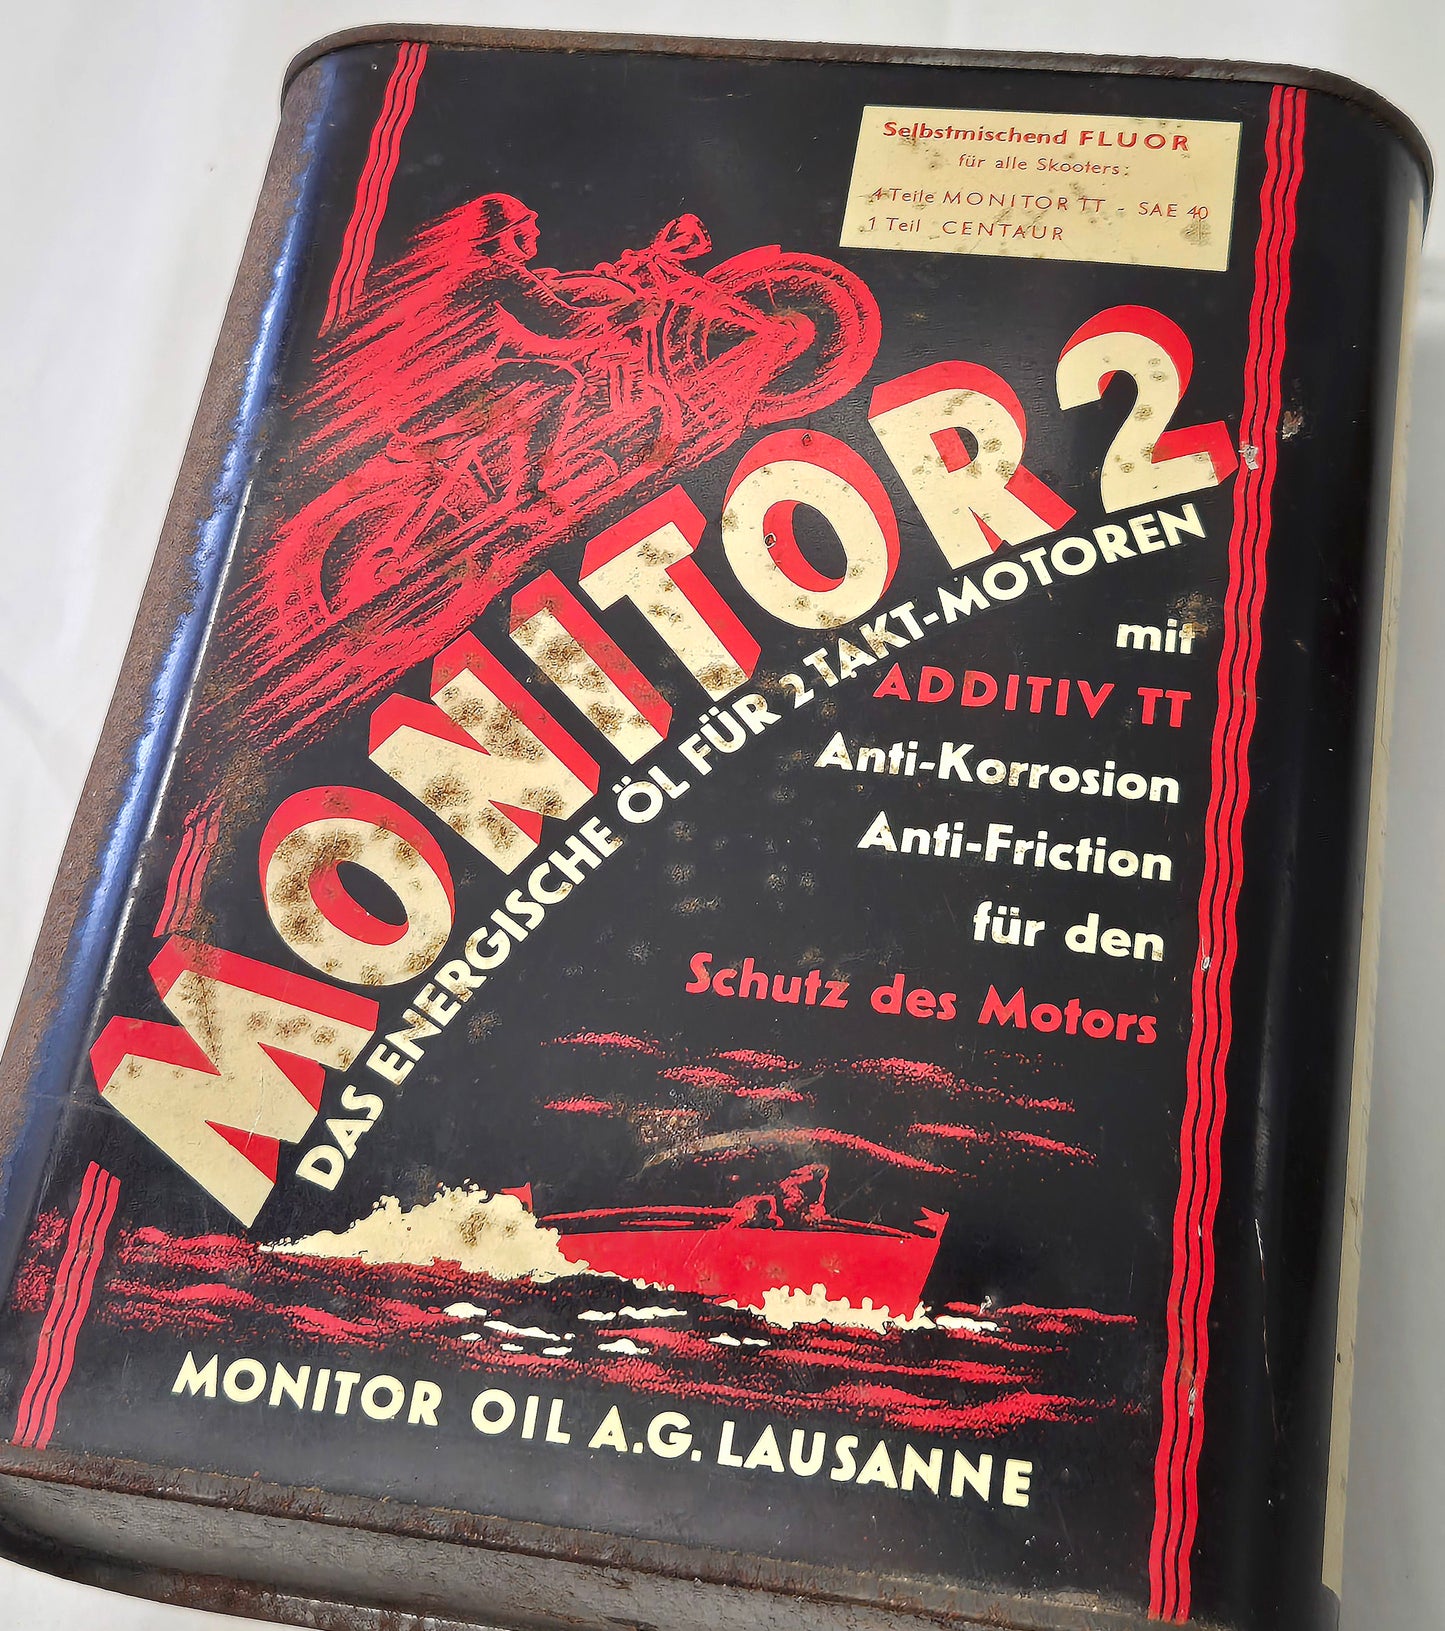 Selbstmischend FLUOR
für alle Skooters:
4 Teile MONITOR TT - SAE 40
1 Teil CENTAUR
MONITOR 2
DAS ENERGISCHE ÖL FÜR 2 TAKT-MOTOREN
mit
ADDITIV TT
Anti-Korrosion
Anti-Friction
für den
Schutz des Motors
MONITOR OIL A.G. LAUSANNE